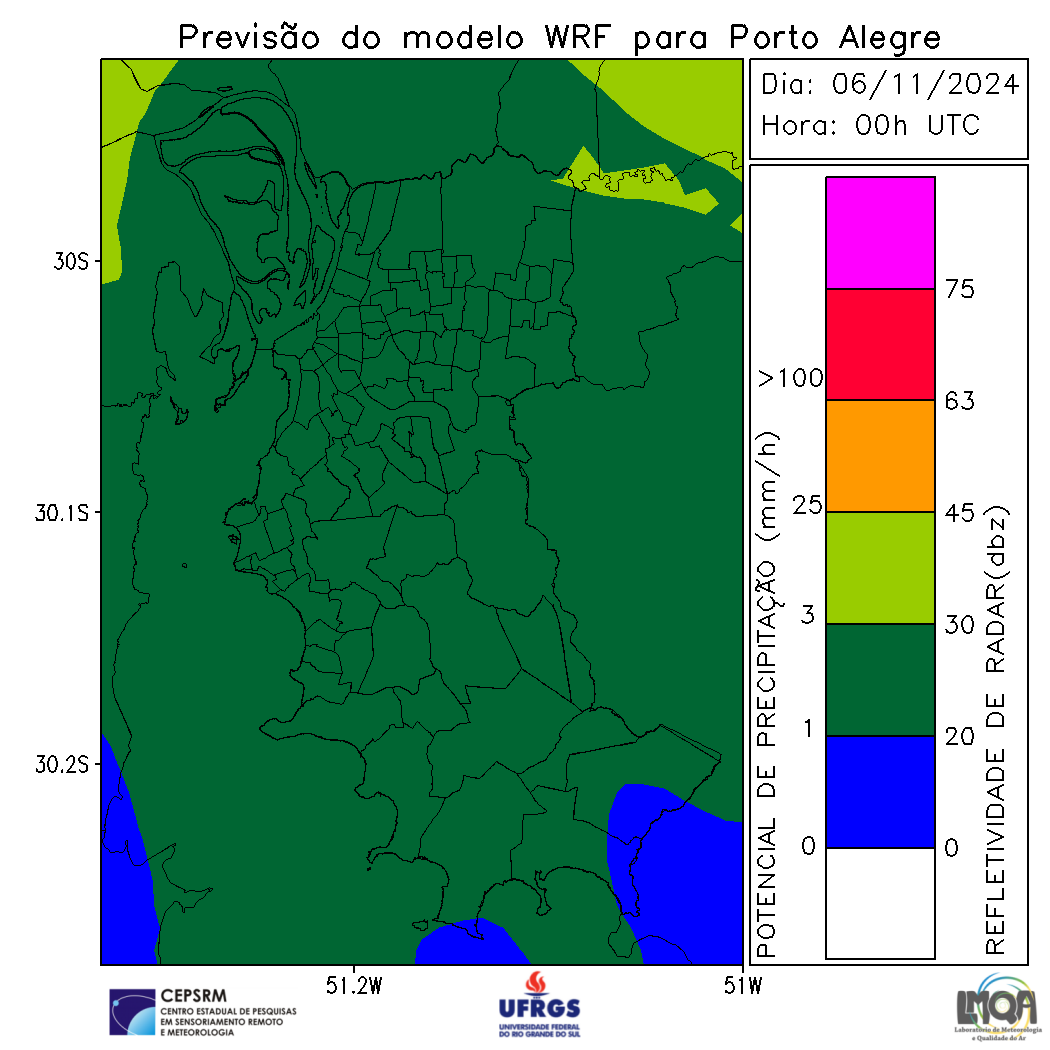 Previsão do modelo WRF para Porto Alegre
Dia: 06/11/2024
Hora: 00h UTC
30S
30.1S
30.2S
51.2W
51W
POTENCIAL DE PRECIPITAÇÃO (mm/h)
>100
25
3
1
0
75
63
45
30
20
0
REFLETIVIDADE DE RADAR(dbz)
CEPSRM
CENTRO ESTADUAL DE PESQUISAS
EM SENSORIAMENTO REMOTO
E METEOROLOGIA
UFRGS
UNIVERSIDADE FEDERAL
DO RIO GRANDE DO SUL
LMQA
Laboratório de Meteorologia
e Qualidade do Ar